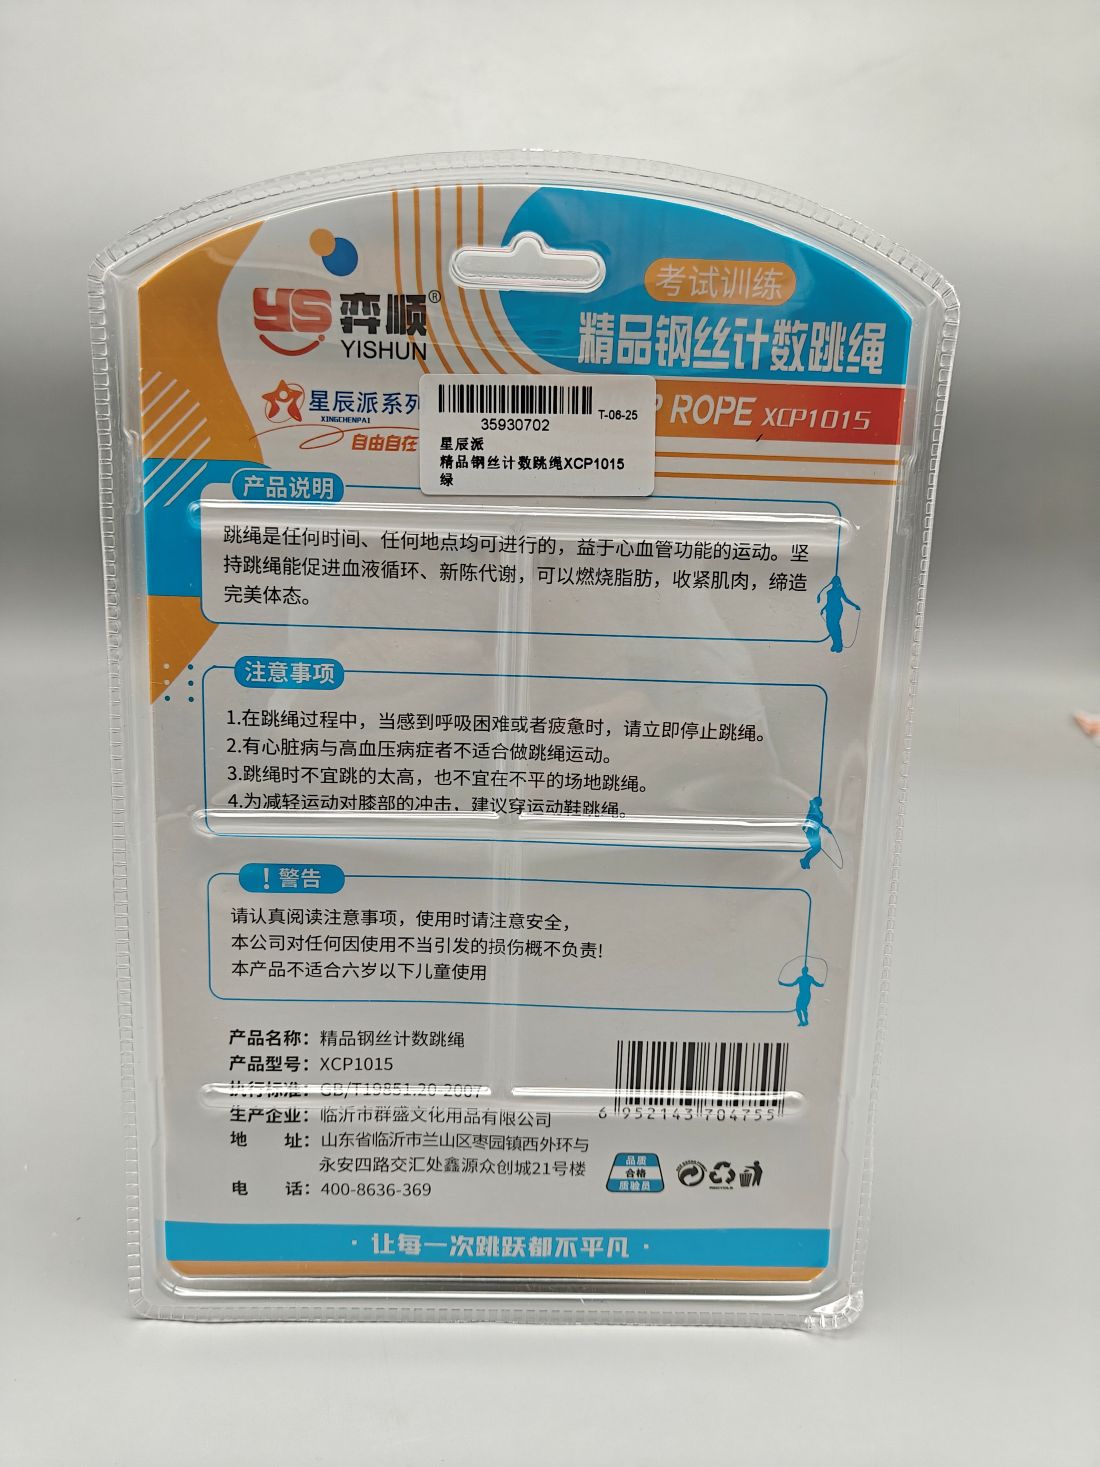 YS 弈顺®
YISHUN
星辰派系列
XINGCHENPAI
自由自在
考试训练
精品钢丝计数跳绳
P ROPE XCP1015
T-06-25
35930702
星辰派
精品钢丝计数跳绳XCP1015
绿
产品说明
跳绳是任何时间、任何地点均可进行的，益于心血管功能的运动。坚
持跳绳能促进血液循环、新陈代谢，可以燃烧脂肪，收紧肌肉，缔造
完美体态。
注意事项
1.在跳绳过程中，当感到呼吸困难或者疲惫时，请立即停止跳绳。
2.有心脏病与高血压病症者不适合做跳绳运动。
3.跳绳时不宜跳的太高，也不宜在不平的场地跳绳。
4.为减轻运动对膝部的冲击，建议穿运动鞋跳绳。
！警告
请认真阅读注意事项，使用时请注意安全，
本公司对任何因使用不当引发的损伤概不负责!
本产品不适合六岁以下儿童使用
产品名称：精品钢丝计数跳绳
产品型号：XCP1015
执行标准：GB/T19851.20-2007
生产企业：临沂市群盛文化用品有限公司
地 址：山东省临沂市兰山区枣园镇西外环与
永安四路交汇处鑫源众创城21号楼
电 话：400-8636-369
6 952143 704755
品质
合格
质验员
·让每一次跳跃都不平凡·